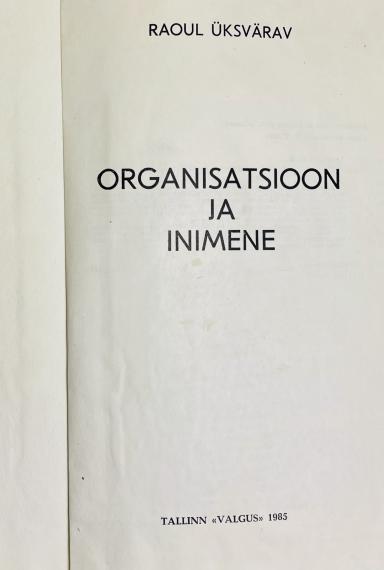 RAOUL ÜKSVÄRAV
ORGANISATSIOON
JA
INIMENE
TALLINN «VALGUS» 1985